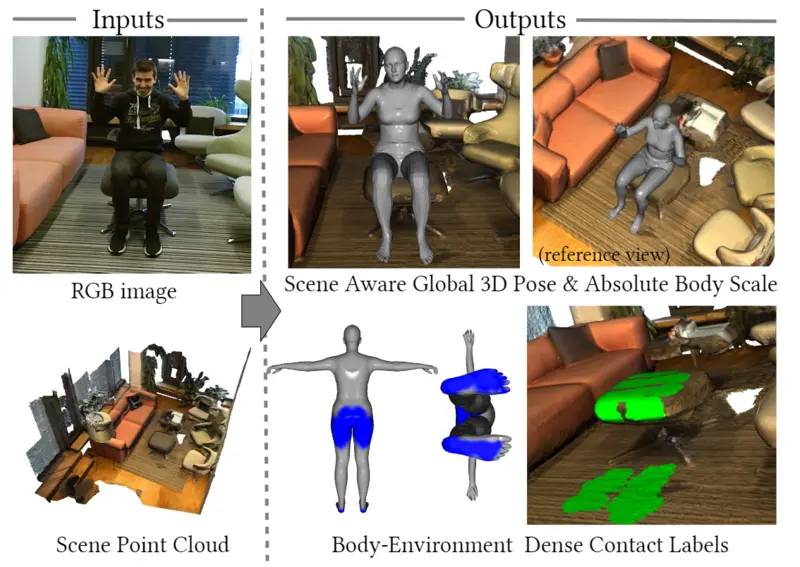 Inputs
Outputs
RGB image
(reference view)
Scene Aware Global 3D Pose & Absolute Body Scale
Scene Point Cloud
Body-Environment Dense Contact Labels